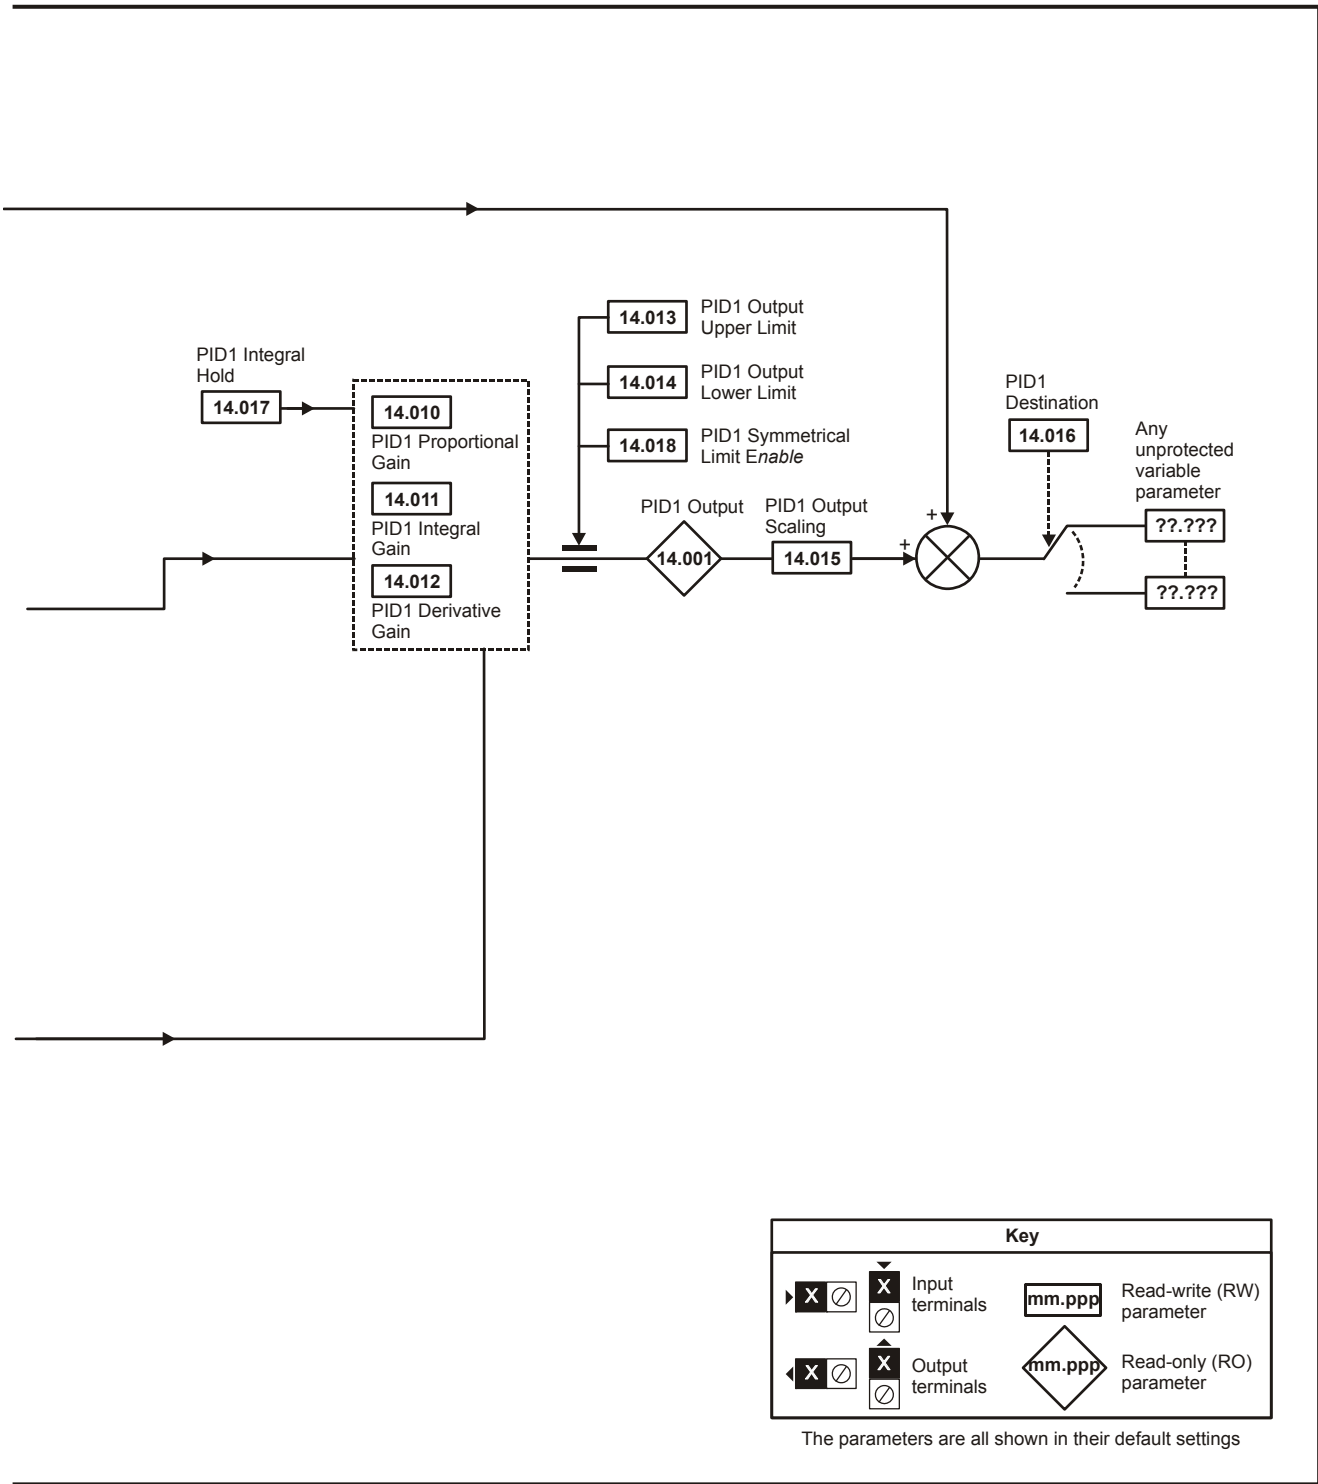 PID1 Integral
Hold
14.017
14.010
PID1 Proportional
Gain
14.011
PID1 Integral
Gain
14.012
PID1 Derivative
Gain
14.013
PID1 Output
Upper Limit
14.014
PID1 Output
Lower Limit
14.018
PID1 Symmetrical
Limit Enable
PID1 Output
14.001
PID1 Output
Scaling
14.015
+
+
PID1
Destination
14.016
Any
unprotected
variable
parameter
??.???
??.???
Key
X
X
Input
terminals
mm.ppp
Read-write (RW)
parameter
X
X
Output
terminals
mm.ppp
Read-only (RO)
parameter
The parameters are all shown in their default settings